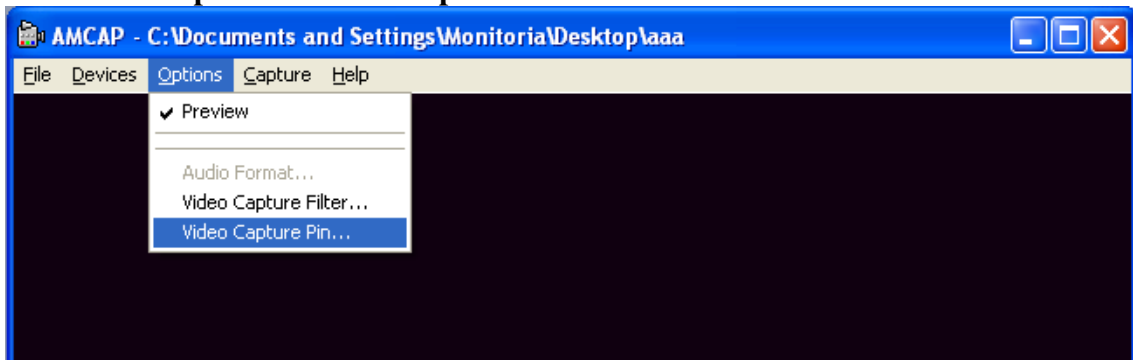 AMCAP - C:\Documents and Settings\Monitoria\Desktop\aaa
File Devices Options Capture Help
Preview
Audio Format...
Video Capture Filter...
Video Capture Pin...